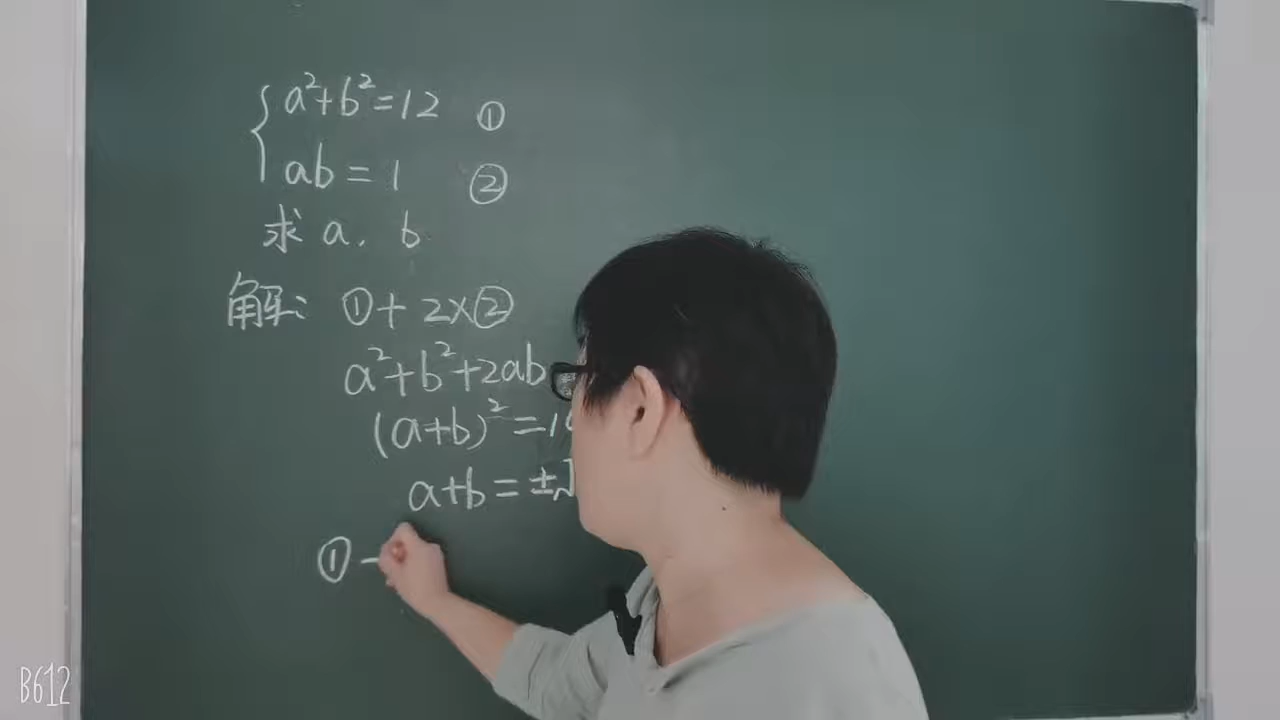 a²+b²=12 ①
ab=1 ②
求 a. b
解: ①+2×②
a²+b²+2ab
(a+b)²=1
a+b=±√
①-
B612